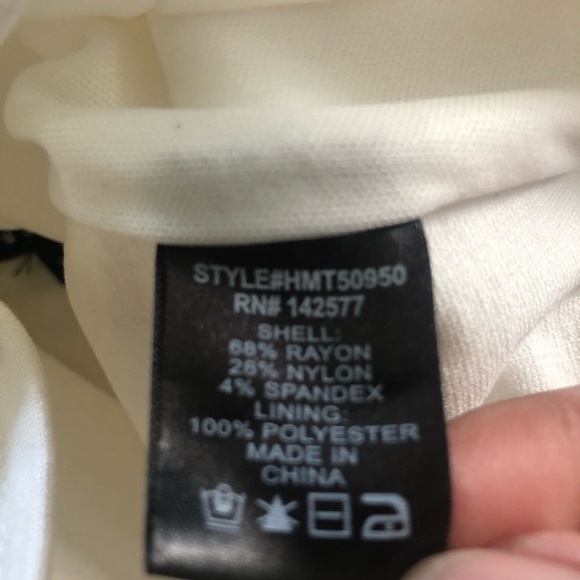 STYLE#HMT50950
RN# 142577
SHELL:
68% RAYON
28% NYLON
4% SPANDEX
LINING:
100% POLYESTER
MADE IN
CHINA